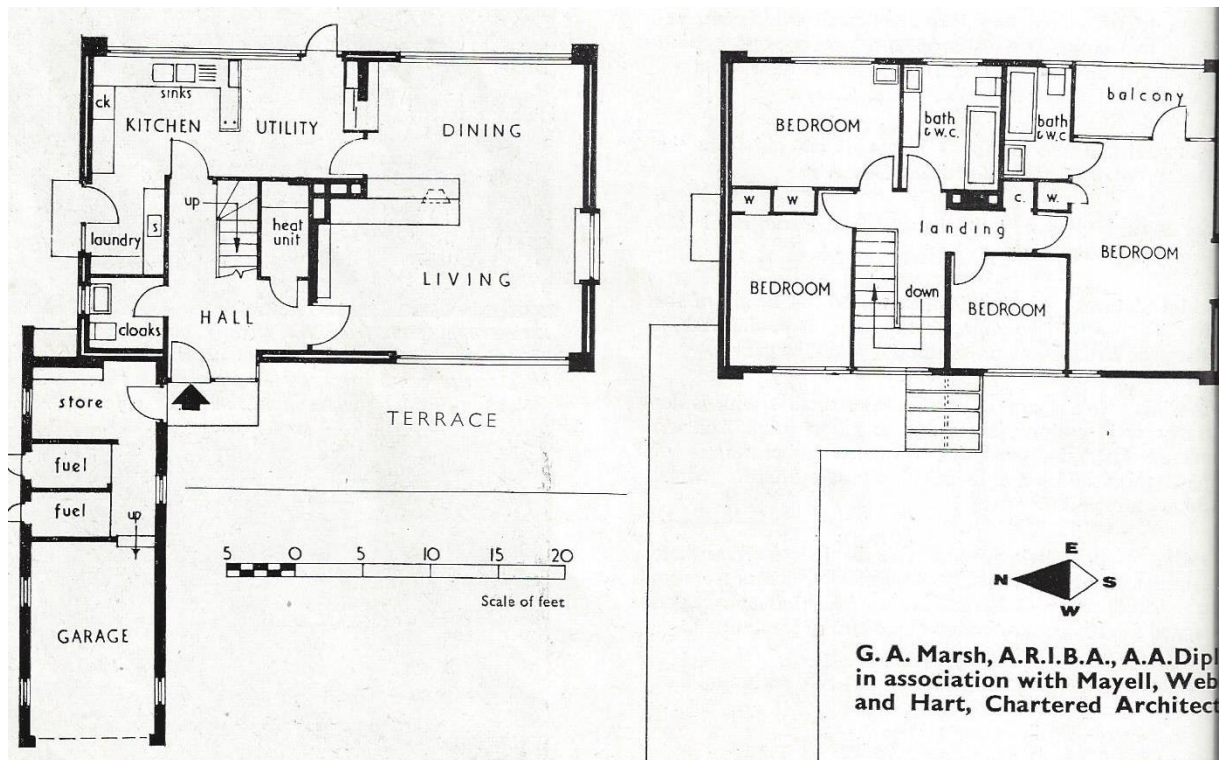 ck
sinks
KITCHEN
UTILITY
DINING
up
heat
unit
laundry
s
LIVING
cloaks
HALL
store
TERRACE
fuel
fuel
up
GARAGE
5 0 5 10 15 20
Scale of feet
BEDROOM
bath
& w.c.
bath
& w.c
balcony
w
w
c.
w.
landing
BEDROOM
BEDROOM
down
BEDROOM
E
N
S
W
G. A. Marsh, A.R.I.B.A., A.A.Dipl
in association with Mayell, Web
and Hart, Chartered Architect